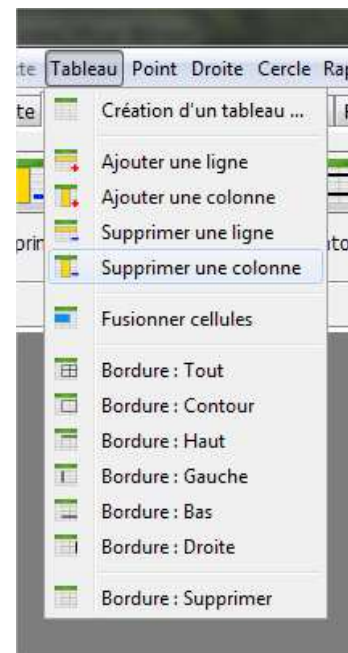 Tableau Point Droite Cercle
Création d'un tableau ...
Ajouter une ligne
Ajouter une colonne
Supprimer une ligne
Supprimer une colonne
Fusionner cellules
Bordure : Tout
Bordure : Contour
Bordure : Haut
Bordure : Gauche
Bordure : Bas
Bordure : Droite
Bordure : Supprimer